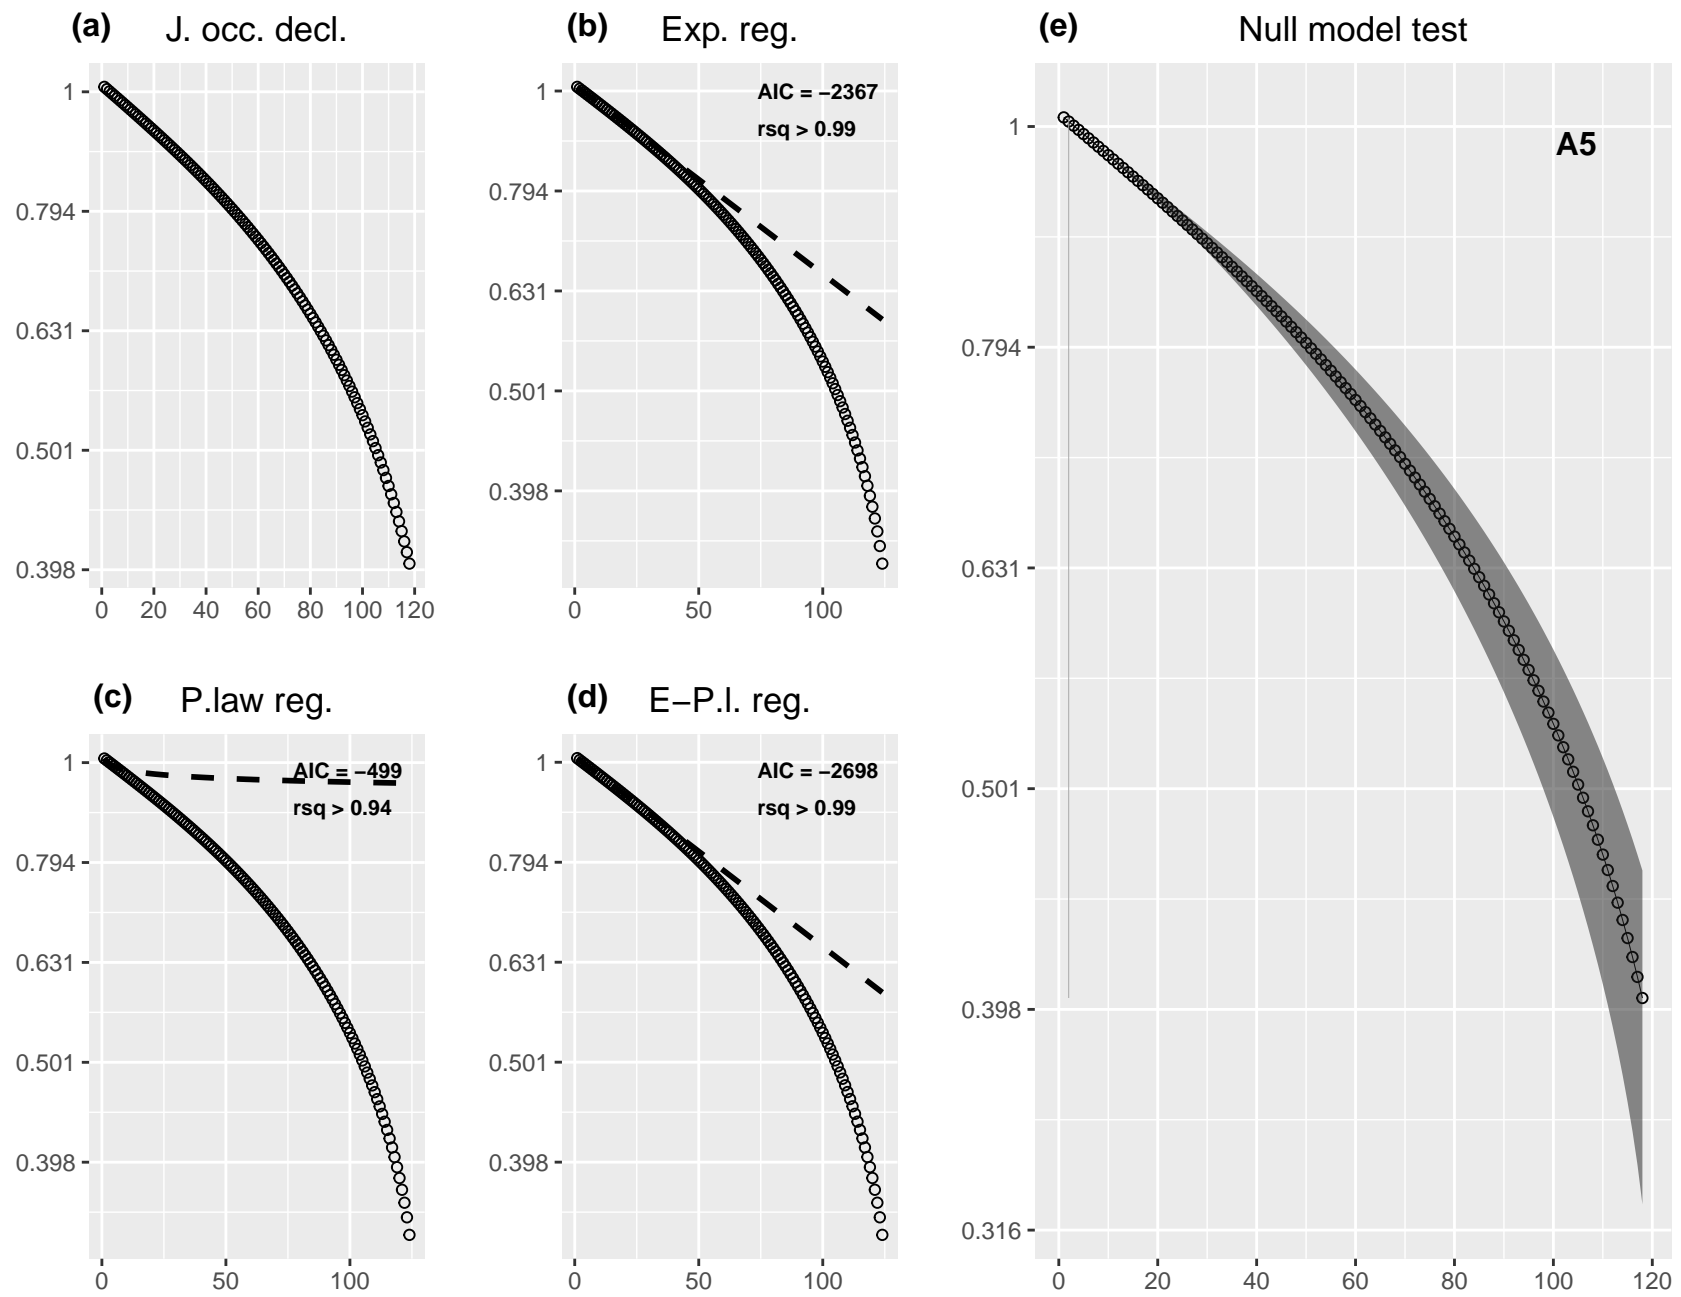 (a) J. occ. decl.
1
0.794
0.631
0.501
0.398
0 20 40 60 80 100 120
(b) Exp. reg.
AIC = −2367
rsq > 0.99
1
0.794
0.631
0.501
0.398
0 50 100
(c) P.law reg.
AIC = −499
rsq > 0.94
1
0.794
0.631
0.501
0.398
0 50 100
(d) E−P.l. reg.
AIC = −2698
rsq > 0.99
1
0.794
0.631
0.501
0.398
0 50 100
(e) Null model test
A5
1
0.794
0.631
0.501
0.398
0.316
0 20 40 60 80 100 120